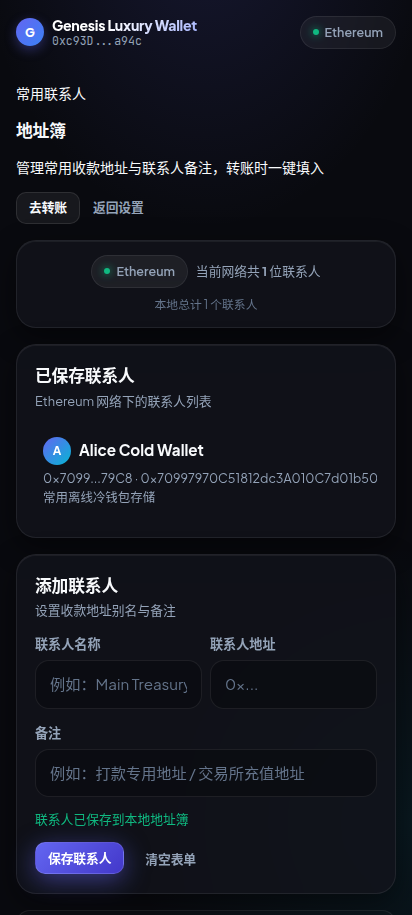 G
Genesis Luxury Wallet
0xc93D...a94c
Ethereum
常用联系人
地址簿
管理常用收款地址与联系人备注，转账时一键填入
去转账
返回设置
Ethereum
当前网络共 1 位联系人
本地总计 1 个联系人
已保存联系人
Ethereum 网络下的联系人列表
A
Alice Cold Wallet
0x7099...79C8 · 0x70997970C51812dc3A010C7d01b50
常用离线冷钱包存储
添加联系人
设置收款地址别名与备注
联系人名称
联系人地址
例如：Main Treasury
0x...
备注
例如：打款专用地址 / 交易所充值地址
联系人已保存到本地地址簿
保存联系人
清空表单